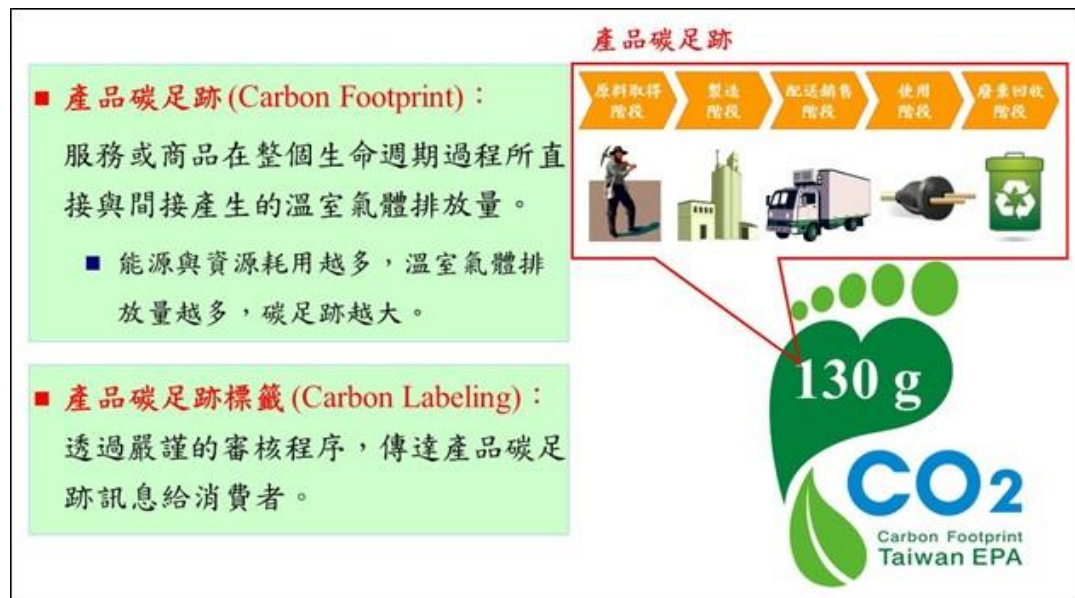 產品碳足跡
■ 產品碳足跡(Carbon Footprint)：
服務或商品在整個生命週期過程所直
接與間接產生的溫室氣體排放量。
■ 能源與資源耗用越多，溫室氣體排
放量越多，碳足跡越大。
■ 產品碳足跡標籤(Carbon Labeling)：
透過嚴謹的審核程序，傳達產品碳足
跡訊息給消費者。
原料取得
階段
製造
階段
配送銷售
階段
使用
階段
廢棄回收
階段
130 g
CO2
Carbon Footprint
Taiwan EPA